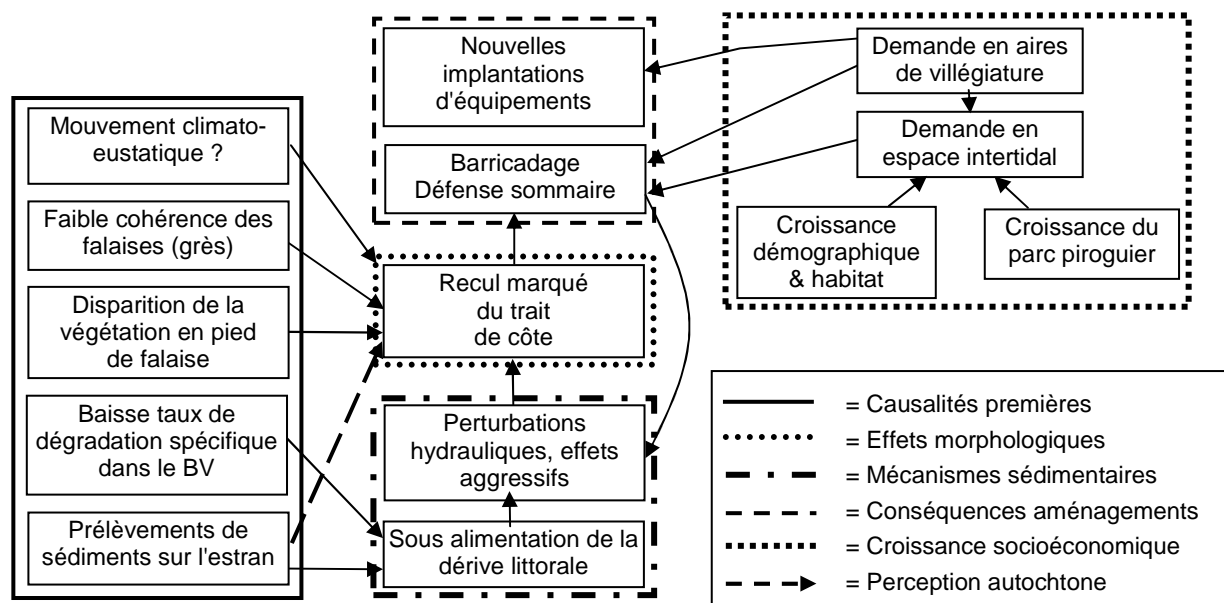 Mouvement climato-
eustatique ?
Faible cohérence des
falaises (grès)
Disparition de la
végétation en pied
de falaise
Baisse taux de
dégradation spécifique
dans le BV
Prélèvements de
sédiments sur l'estran
Nouvelles
implantations
d'équipements
Barricadage
Défense sommaire
Recul marqué
du trait
de côte
Perturbations
hydrauliques, effets
aggressifs
Sous alimentation de la
dérive littorale
Demande en aires
de villégiature
Demande en
espace intertidal
Croissance
démographique
& habitat
Croissance du
parc piroguier
= Causalités premières
= Effets morphologiques
= Mécanismes sédimentaires
= Conséquences aménagements
= Croissance socioéconomique
= Perception autochtone